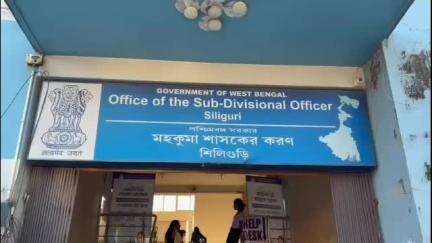 GOVERNMENT OF WEST BENGAL
Office of the Sub-Divisional Officer
Siliguri
পশ্চিমবঙ্গ সরকার
মহকুমা শাসকের করণ
শিলিগুড়ি
HELP
DESK